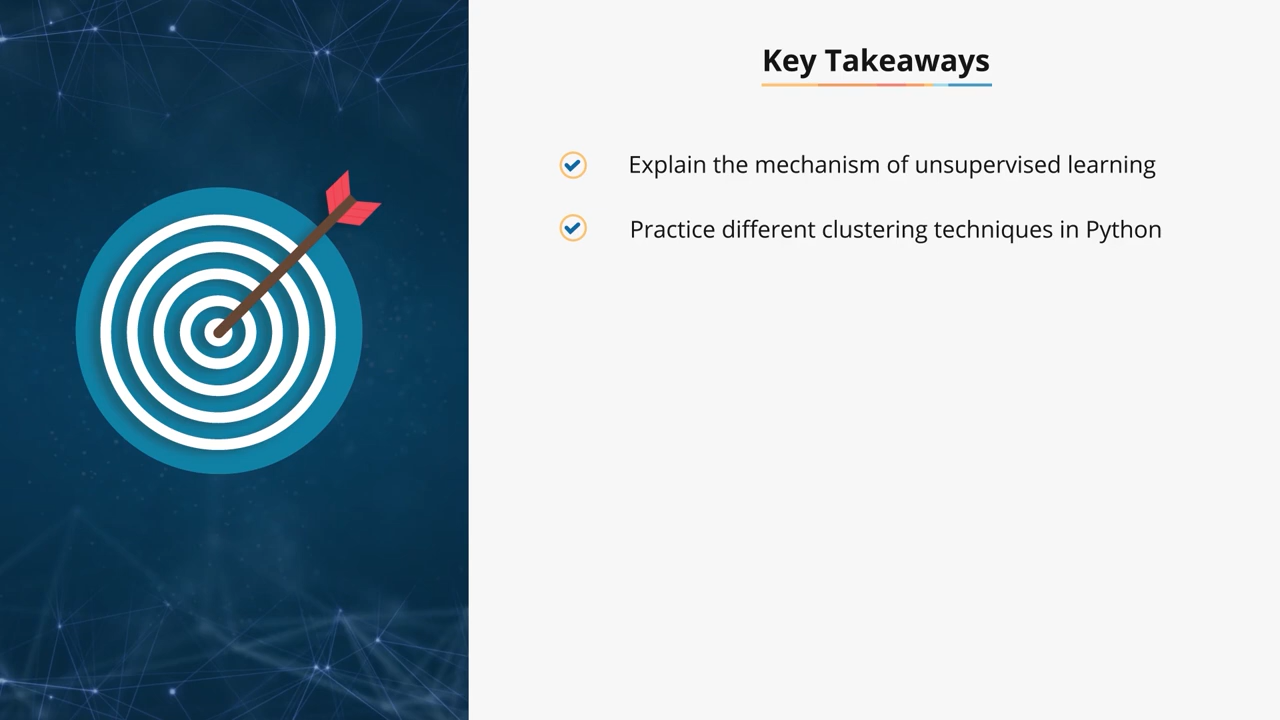 Key Takeaways
Explain the mechanism of unsupervised learning
Practice different clustering techniques in Python